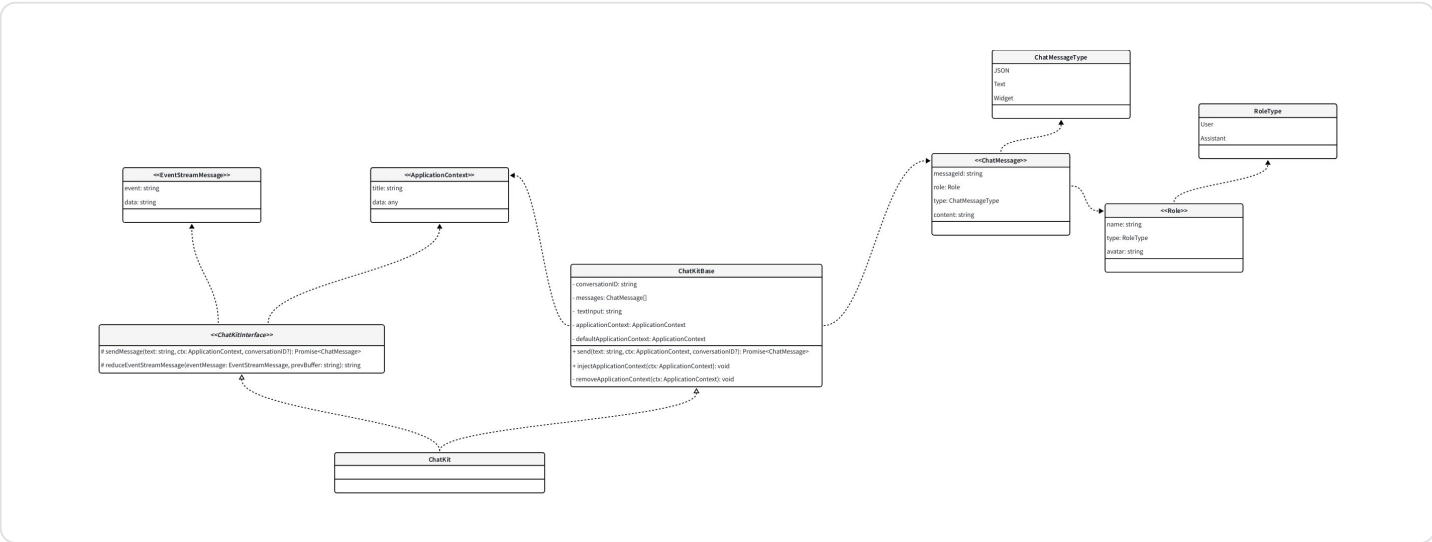 ChatMessageType
JSON
Text
Widget
RoleType
User
Assistant
<<EventStreamMessage>>
event: string
data: string
<<ApplicationContext>>
title: string
data: any
<<ChatMessage>>
messageId: string
role: Role
type: ChatMessageType
content: string
<<Role>>
name: string
type: RoleType
avatar: string
ChatKitBase
- conversationID: string
- messages: ChatMessage[]
- textInput: string
- applicationContext: ApplicationContext
- defaultApplicationContext: ApplicationContext
+ send(text: string, ctx: ApplicationContext, conversationID?): Promise<ChatMessage>
+ injectApplicationContext(ctx: ApplicationContext): void
- removeApplicationContext(ctx: ApplicationContext): void
<<ChatKitInterface>>
# sendMessage(text: string, ctx: ApplicationContext, conversationID?): Promise<ChatMessage>
# reduceEventStreamMessage(eventMessage: EventStreamMessage, prevBuffer: string): string
ChatKit